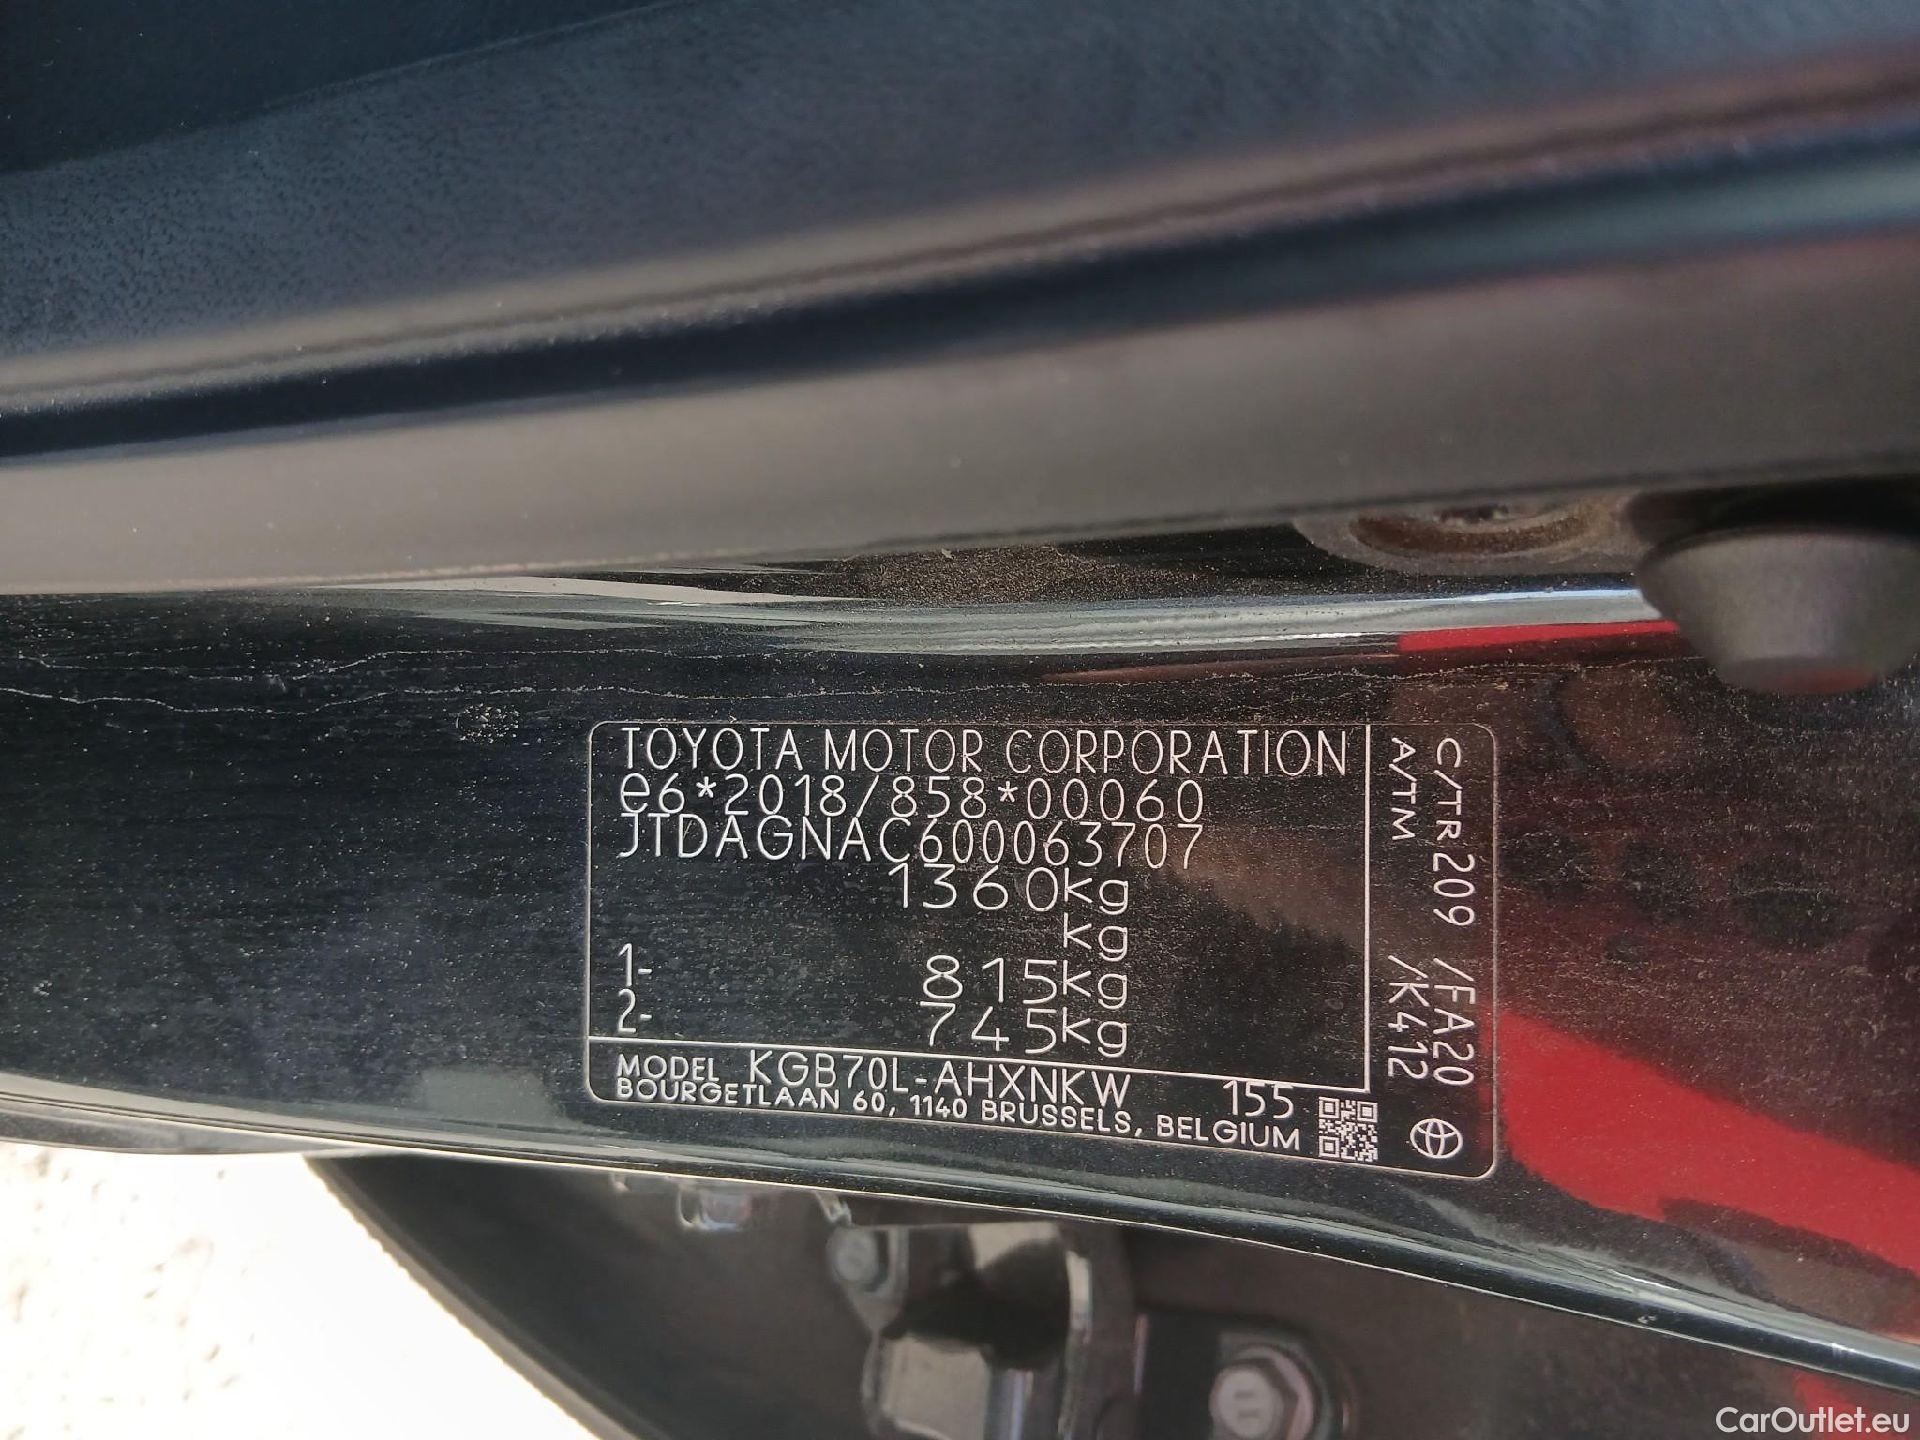 TOYOTA MOTOR CORPORATION
e6*2018/858*00060
JTDAGNAC600063707
1360kg
kg
1- 815kg
2- 745kg
MODEL KGB70L-AHXNKW 155
BOURGETLAAN 60, 1140 BRUSSELS, BELGIUM
C/TR 209 /FA20
A/TM /K412
CarOutlet.eu